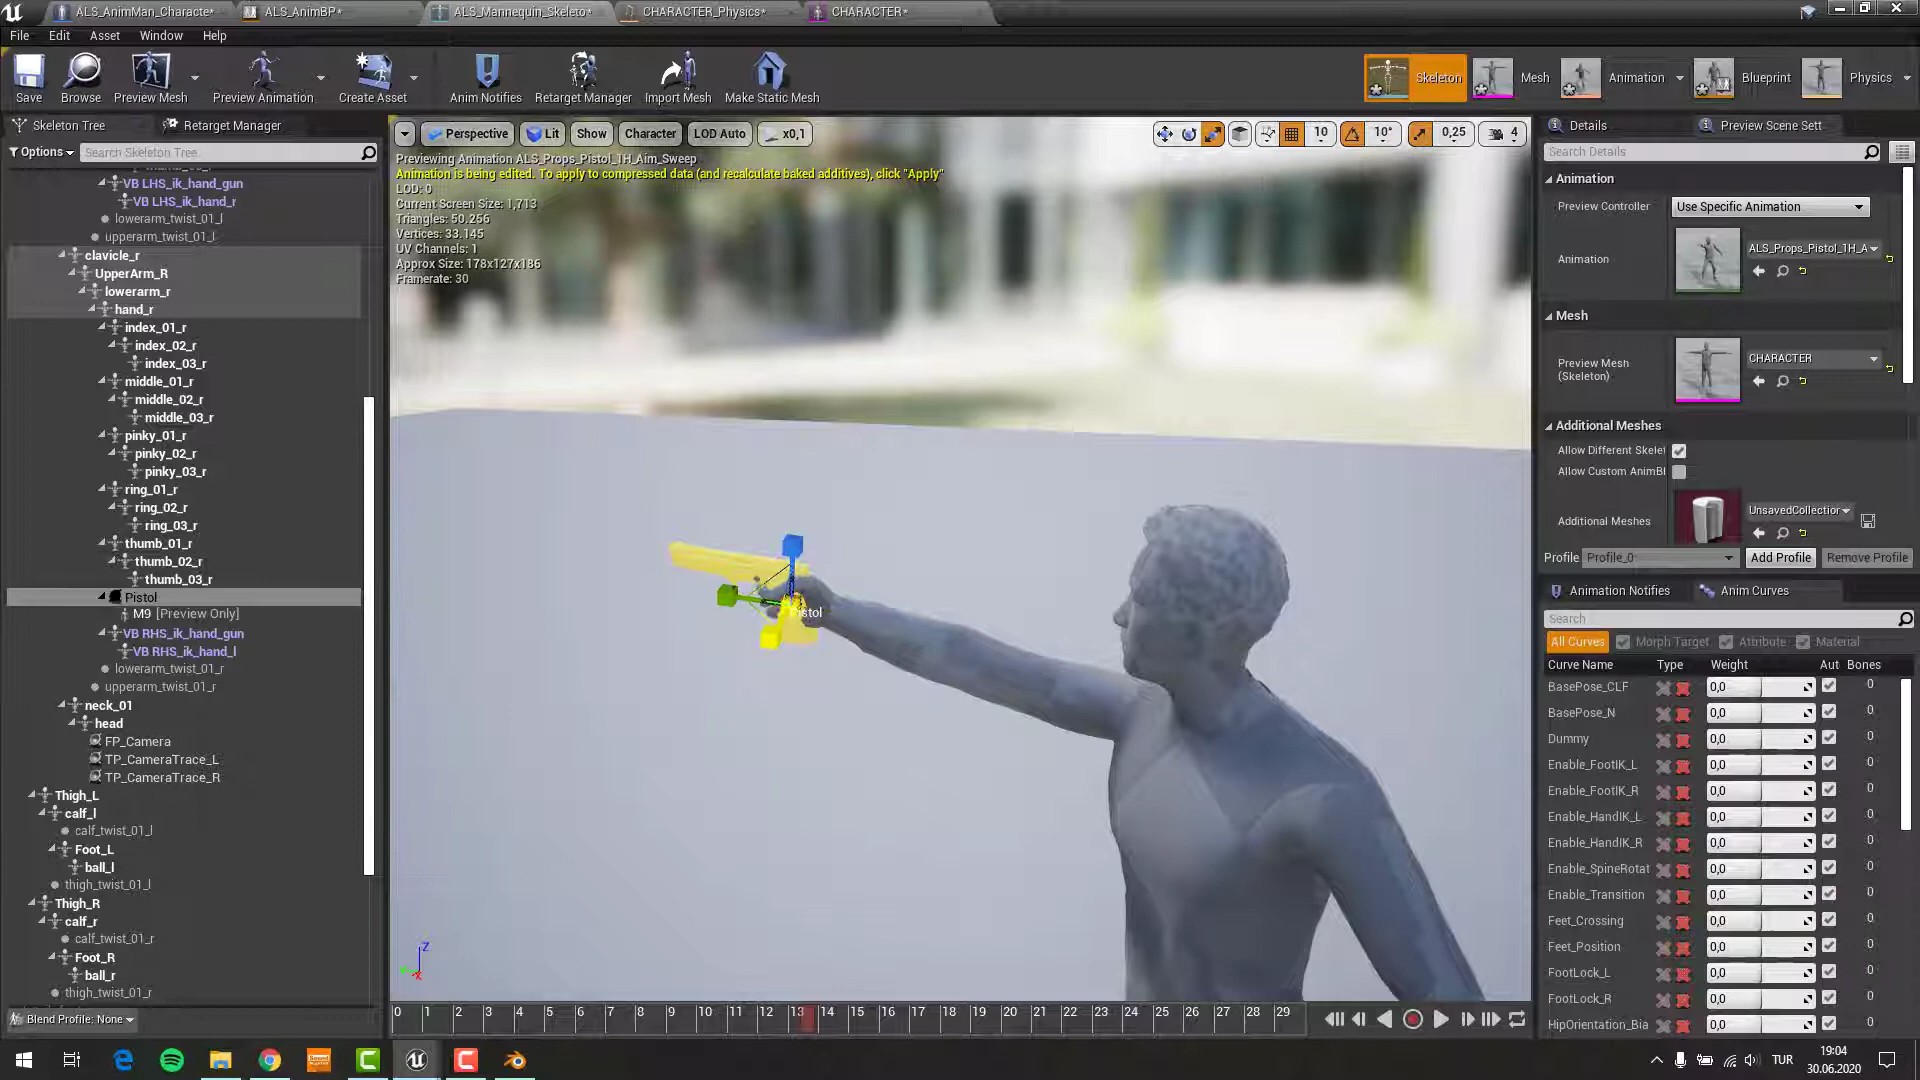 ALS_AnimMan_Characte*
ALS_AnimBP*
ALS_Mannequin_Skeleto*
CHARACTER_Physics*
CHARACTER*
File Edit Asset Window Help
Save
Browse
Preview Mesh
Preview Animation
Create Asset
Anim Notifies
Retarget Manager
Import Mesh
Make Static Mesh
Skeleton
Mesh
Animation
Blueprint
Physics
Skeleton Tree
Retarget Manager
Options
Search Skeleton Tree
VB LHS_ik_hand_gun
VB LHS_ik_hand_r
lowerarm_twist_01_l
upperarm_twist_01_l
clavicle_r
UpperArm_R
lowerarm_r
hand_r
index_01_r
index_02_r
index_03_r
middle_01_r
middle_02_r
middle_03_r
pinky_01_r
pinky_02_r
pinky_03_r
ring_01_r
ring_02_r
ring_03_r
thumb_01_r
thumb_02_r
thumb_03_r
Pistol
M9 [Preview Only]
VB RHS_ik_hand_gun
VB RHS_ik_hand_l
lowerarm_twist_01_r
upperarm_twist_01_r
neck_01
head
FP_Camera
TP_CameraTrace_L
TP_CameraTrace_R
Thigh_L
calf_l
calf_twist_01_l
Foot_L
ball_l
thigh_twist_01_l
Thigh_R
calf_r
calf_twist_01_r
Foot_R
ball_r
thigh_twist_01_r
Blend Profile: None
Perspective Lit Show Character LOD Auto x0,1
10 10° 0,25 4
Previewing Animation ALS_Props_Pistol_1H_Aim_Sweep
Animation is being edited. To apply to compressed data (and recalculate baked additives), click "Apply"
LOD: 0
Current Screen Size: 1,713
Triangles: 50.256
Vertices: 33.145
UV Channels: 1
Approx Size: 178x127x186
Framerate: 30
Pistol
Z
0 1 2 3 4 5 6 7 8 9 10 11 12 13 14 15 16 17 18 19 20 21 22 23 24 25 26 27 28 29
Details
Preview Scene Sett
Search Details
Animation
Preview Controller
Use Specific Animation
Animation
ALS_Props_Pistol_1H_A
Mesh
Preview Mesh
(Skeleton)
CHARACTER
Additional Meshes
Allow Different Skelet
Allow Custom AnimBl
Additional Meshes
UnsavedCollection
Profile Profile_0 Add Profile Remove Profile
Animation Notifies
Anim Curves
Search
All Curves Morph Target Attribute Material
Curve Name Type Weight Aut Bones
BasePose_CLF 0,0 0
BasePose_N 0,0 0
Dummy 0,0 0
Enable_FootIK_L 0,0 0
Enable_FootIK_R 0,0 0
Enable_HandIK_L 0,0 0
Enable_HandIK_R 0,0 0
Enable_SpineRotat 0,0 0
Enable_Transition 0,0 0
Feet_Crossing 0,0 0
Feet_Position 0,0 0
FootLock_L 0,0 0
FootLock_R 0,0 0
HipOrientation_Bia 0,0 0
TUR
19:04
30.06.2020